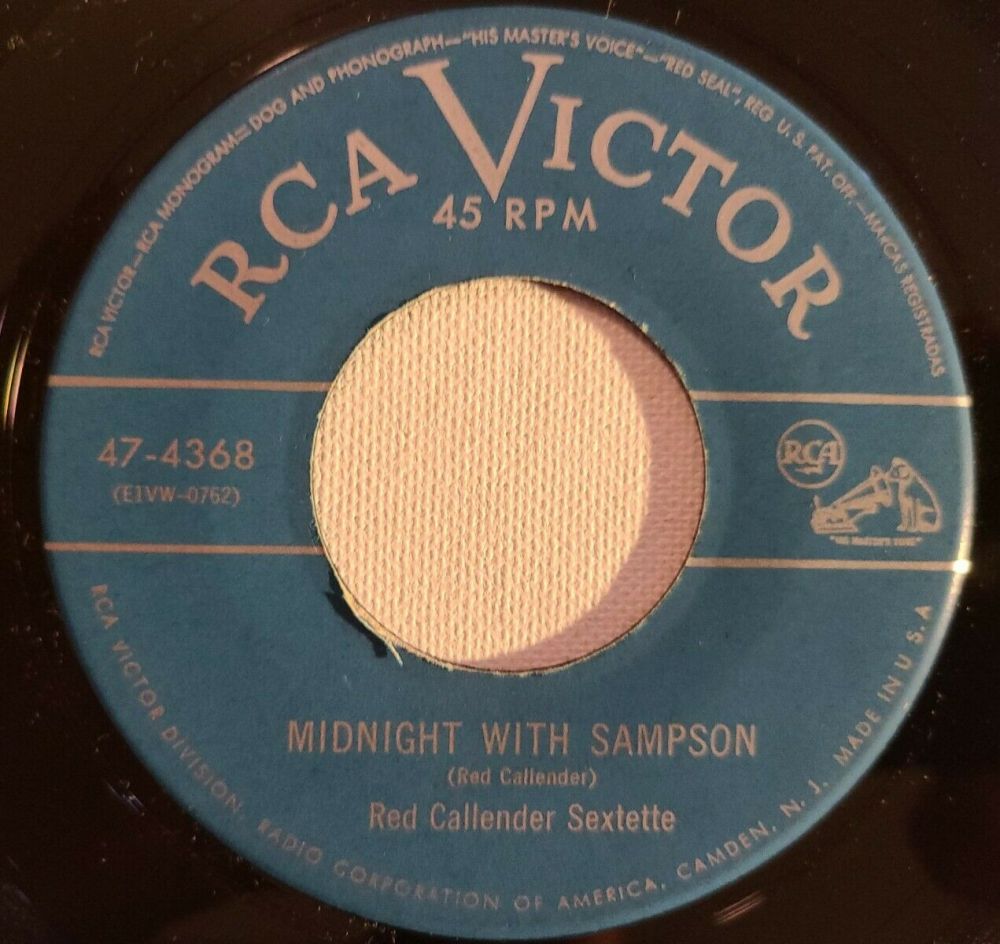 RCA VICTOR—RCA MONOGRAM—DOG AND PHONOGRAPH—"HIS MASTER'S VOICE"—"RED SEAL", REG U. S. PAT. OFF.—MARCAS REGISTRADAS
RCA VICTOR
45 RPM
47-4368
(E1VW-0762)
RCA
"HIS MASTER'S VOICE"
MIDNIGHT WITH SAMPSON
(Red Callender)
Red Callender Sextette
RCA VICTOR DIVISION, RADIO CORPORATION OF AMERICA, CAMDEN, N. J. MADE IN U S. A